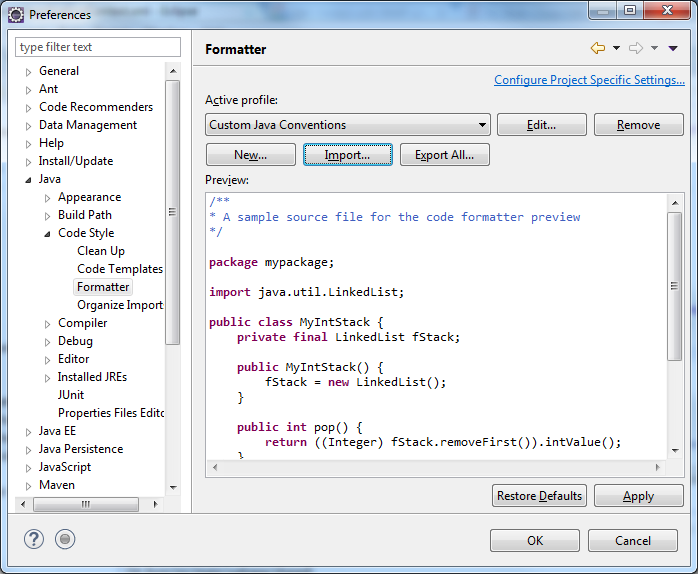 Preferences
type filter text
General
Ant
Code Recommenders
Data Management
Help
Install/Update
Java
Appearance
Build Path
Code Style
Clean Up
Code Templates
Formatter
Organize Imports
Compiler
Debug
Editor
Installed JREs
JUnit
Properties Files Edito
Java EE
Java Persistence
JavaScript
Maven
Formatter
Configure Project Specific Settings...
Active profile:
Custom Java Conventions
Edit...
Remove
New...
Import...
Export All...
Preview:
/**
* A sample source file for the code formatter preview
*/
package mypackage;
import java.util.LinkedList;
public class MyIntStack {
private final LinkedList fStack;
public MyIntStack() {
fStack = new LinkedList();
}
public int pop() {
return ((Integer) fStack.removeFirst()).intValue();
}
Restore Defaults
Apply
?
OK
Cancel